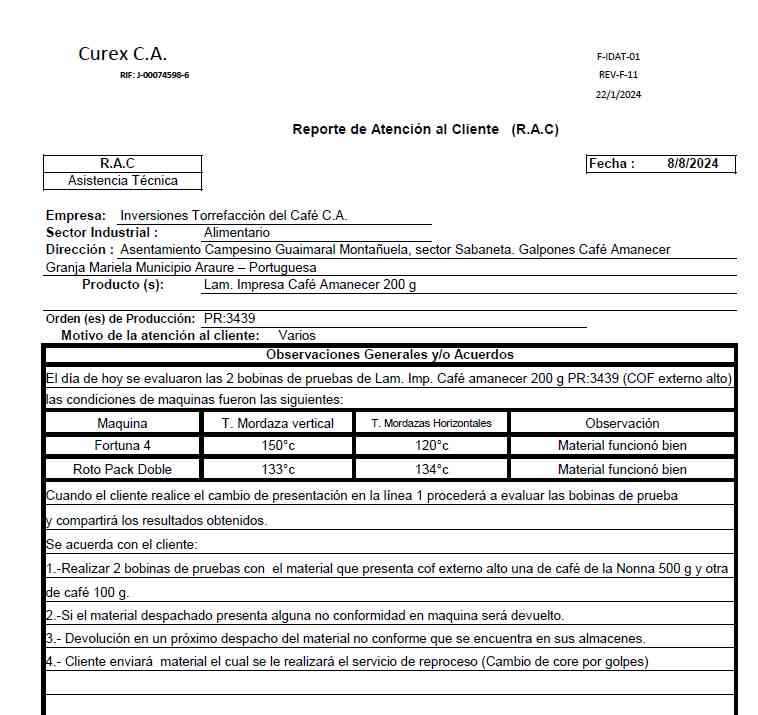 Curex C.A.
RIF: J-00074598-6
F-IDAT-01
REV-F-11
22/1/2024
Reporte de Atención al Cliente (R.A.C)
R.A.C
Asistencia Técnica
Fecha : 8/8/2024
Empresa: Inversiones Torrefacción del Café C.A.
Sector Industrial : Alimentario
Dirección : Asentamiento Campesino Guaimaral Montañuela, sector Sabaneta. Galpones Café Amanecer
Granja Mariela Municipio Araure – Portuguesa
Producto (s): Lam. Impresa Café Amanecer 200 g
Orden (es) de Producción: PR:3439
Motivo de la atención al cliente: Varios
Observaciones Generales y/o Acuerdos
El día de hoy se evaluaron las 2 bobinas de pruebas de Lam. Imp. Café amanecer 200 g PR:3439 (COF externo alto)
las condiciones de maquinas fueron las siguientes:
Maquina T. Mordaza vertical T. Mordazas Horizontales Observación
Fortuna 4 150°c 120°c Material funcionó bien
Roto Pack Doble 133°c 134°c Material funcionó bien
Cuando el cliente realice el cambio de presentación en la línea 1 procederá a evaluar las bobinas de prueba
y compartirá los resultados obtenidos.
Se acuerda con el cliente:
1.-Realizar 2 bobinas de pruebas con el material que presenta cof externo alto una de café de la Nonna 500 g y otra
de café 100 g.
2.-Si el material despachado presenta alguna no conformidad en maquina será devuelto.
3.- Devolución en un próximo despacho del material no conforme que se encuentra en sus almacenes.
4.- Cliente enviará material el cual se le realizará el servicio de reproceso (Cambio de core por golpes)